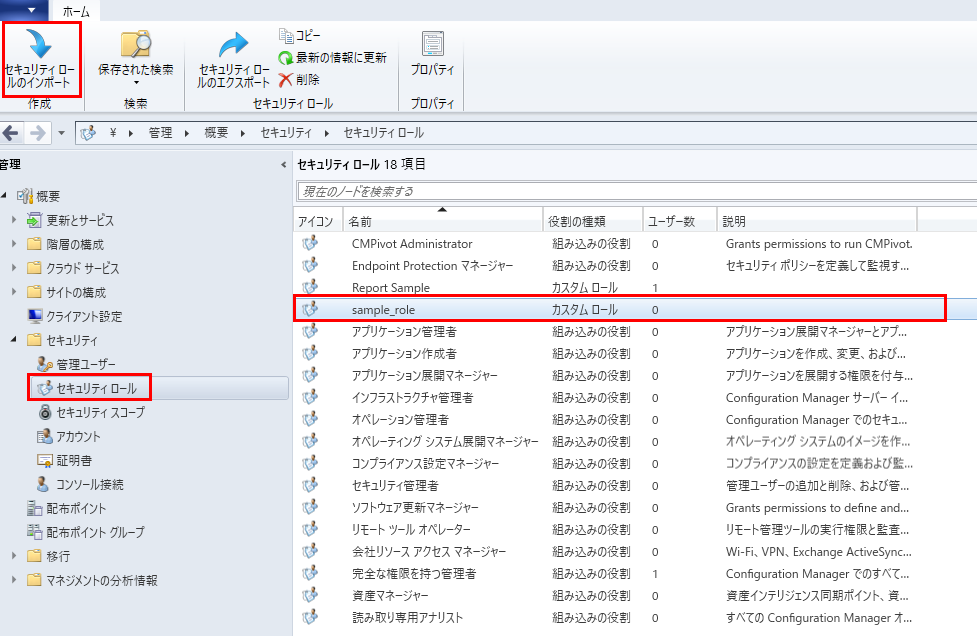 ホーム
セキュリティ ロー
ルのインポート
作成
保存された検索
検索
セキュリティ ロー
ルのエクスポート
コピー
最新の情報に更新
削除
セキュリティ ロール
プロパティ
プロパティ
¥ 管理 概要 セキュリティ セキュリティ ロール
管理
概要
更新とサービス
階層の構成
クラウド サービス
サイトの構成
クライアント設定
セキュリティ
管理ユーザー
セキュリティ ロール
セキュリティ スコープ
アカウント
証明書
コンソール接続
配布ポイント
配布ポイント グループ
移行
マネジメントの分析情報
セキュリティ ロール 18 項目
現在のノードを検索する
アイコン 名前 役割の種類 ユーザー数 説明
CMPivot Administrator 組み込みの役割 0 Grants permissions to run CMPivot.
Endpoint Protection マネージャー 組み込みの役割 0 セキュリティ ポリシーを定義して監視す...
Report Sample カスタム ロール 1
sample_role カスタム ロール 0
アプリケーション管理者 組み込みの役割 0 アプリケーション展開マネージャーとアプ...
アプリケーション作成者 組み込みの役割 0 アプリケーションを作成、変更、および...
アプリケーション展開マネージャー 組み込みの役割 0 アプリケーションを展開する権限を付与...
インフラストラクチャ管理者 組み込みの役割 0 Configuration Manager サーバー イ...
オペレーション管理者 組み込みの役割 0 Configuration Manager でのセキュ...
オペレーティング システム展開マネージャー 組み込みの役割 0 オペレーティング システムのイメージを作...
コンプライアンス設定マネージャー 組み込みの役割 0 コンプライアンスの設定を定義および監...
セキュリティ管理者 組み込みの役割 0 管理ユーザーの追加と削除、および管...
ソフトウェア更新マネージャー 組み込みの役割 0 Grants permissions to define and...
リモート ツール オペレーター 組み込みの役割 0 リモート管理ツールの実行権限と監査...
会社リソース アクセス マネージャー 組み込みの役割 0 Wi-Fi、VPN、Exchange ActiveSync...
完全な権限を持つ管理者 組み込みの役割 1 Configuration Manager でのすべて...
資産マネージャー 組み込みの役割 0 資産インテリジェンス同期ポイント、資...
読み取り専用アナリスト 組み込みの役割 0 すべての Configuration Manager オ...